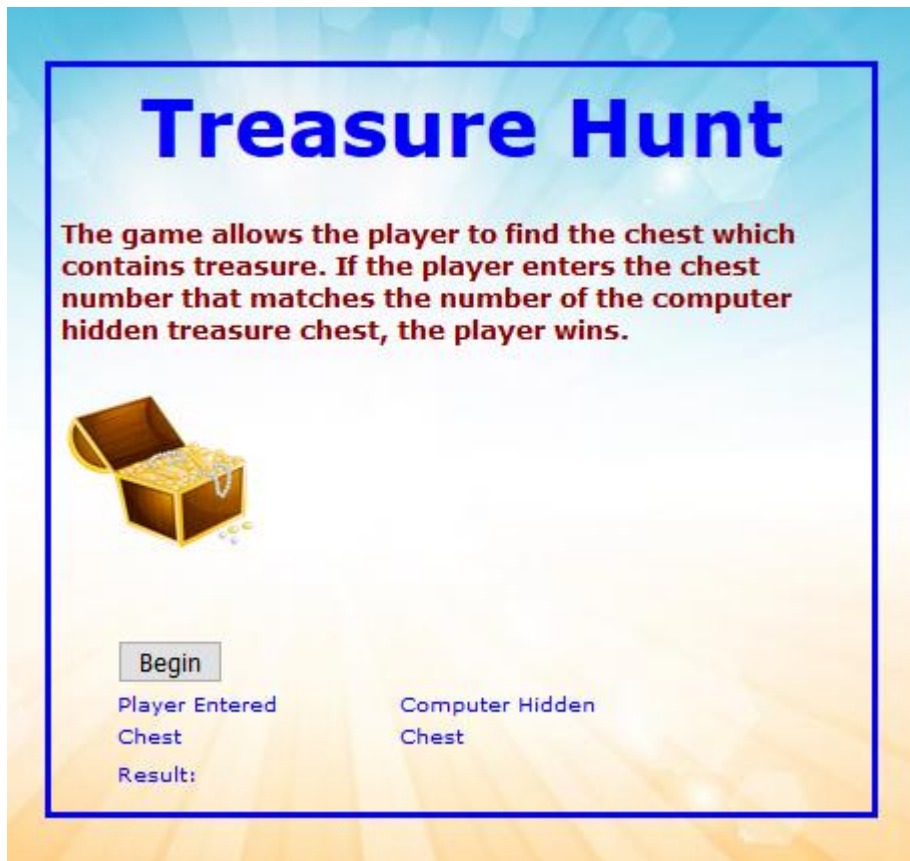 Treasure Hunt
The game allows the player to find the chest which
contains treasure. If the player enters the chest
number that matches the number of the computer
hidden treasure chest, the player wins.
Begin
Player Entered
Chest
Computer Hidden
Chest
Result: